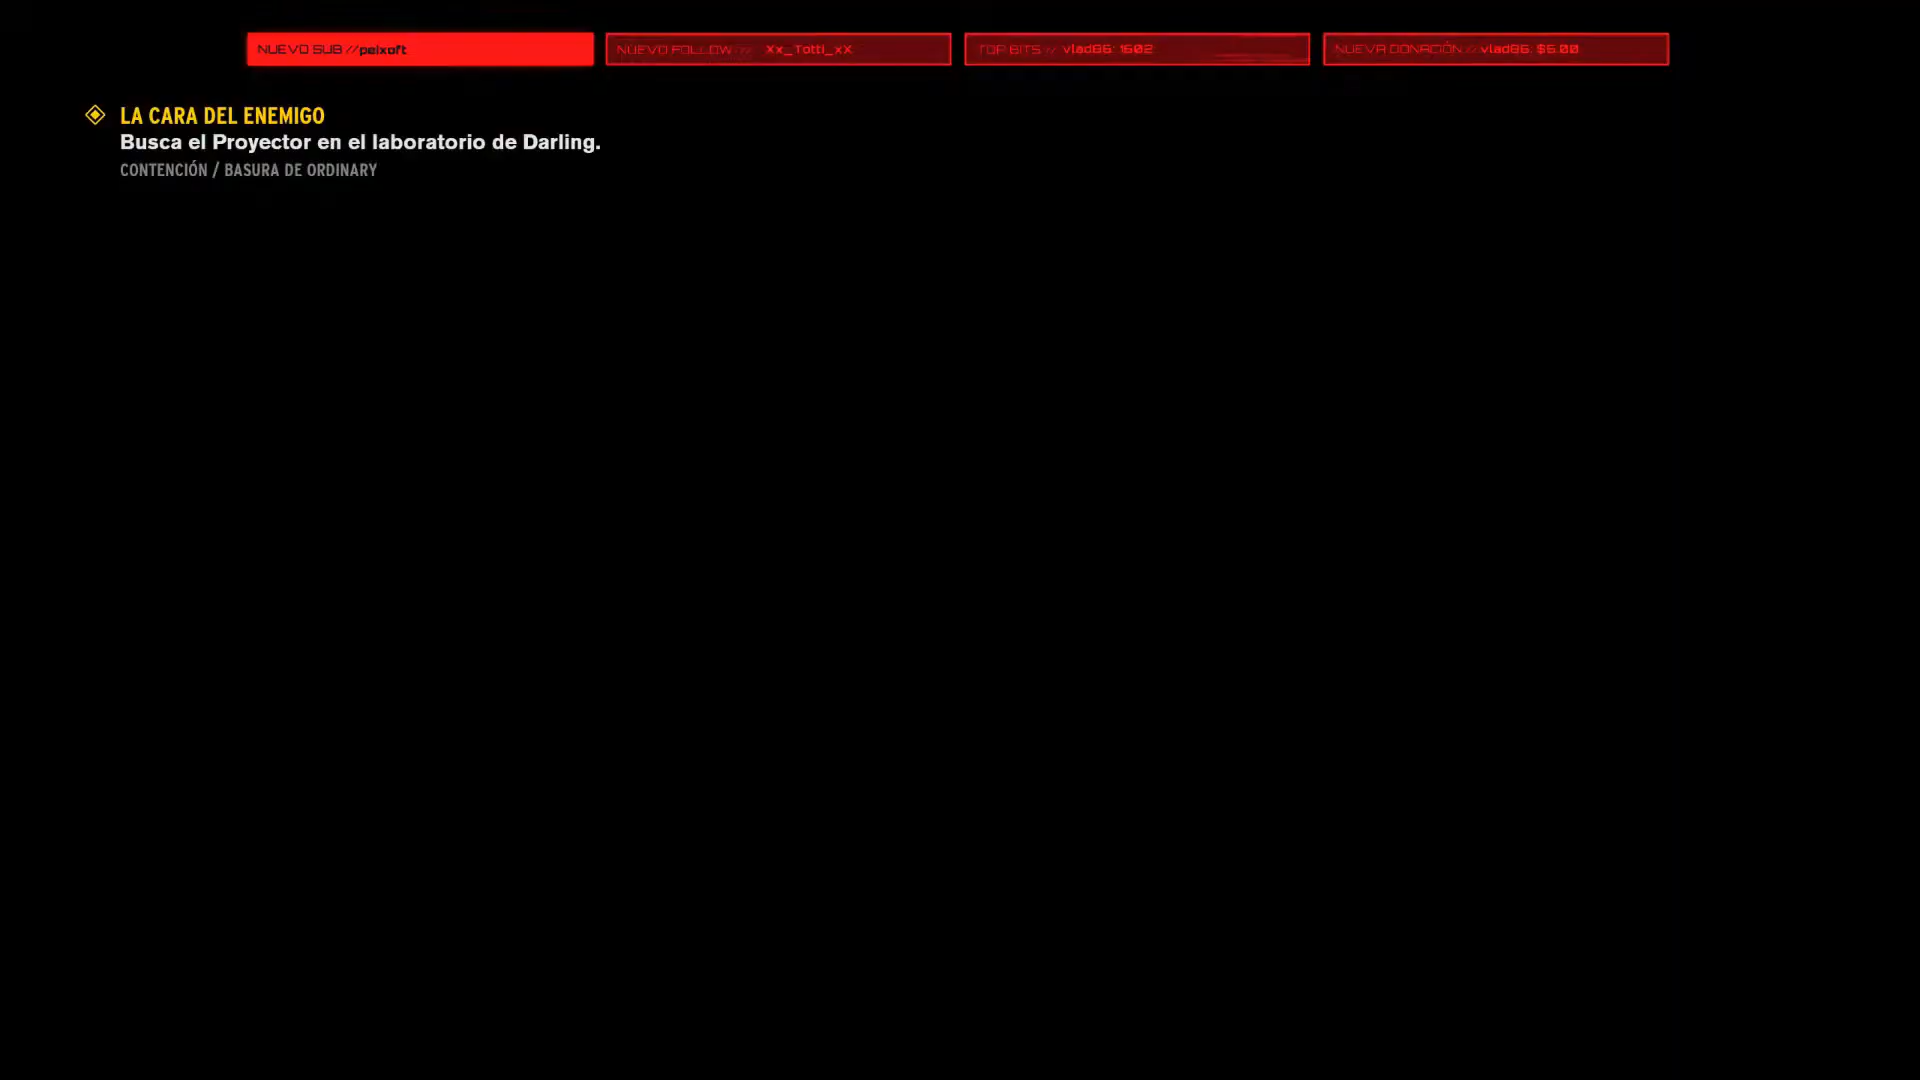 NUEVO SUB //peixoft
NUEVO FOLLOW // Xx_Totti_xX
TOP BITS // vlad86: 1602
NUEVA DONACIÓN // vlad86: $6.00
LA CARA DEL ENEMIGO
Busca el Proyector en el laboratorio de Darling.
CONTENCIÓN / BASURA DE ORDINARY